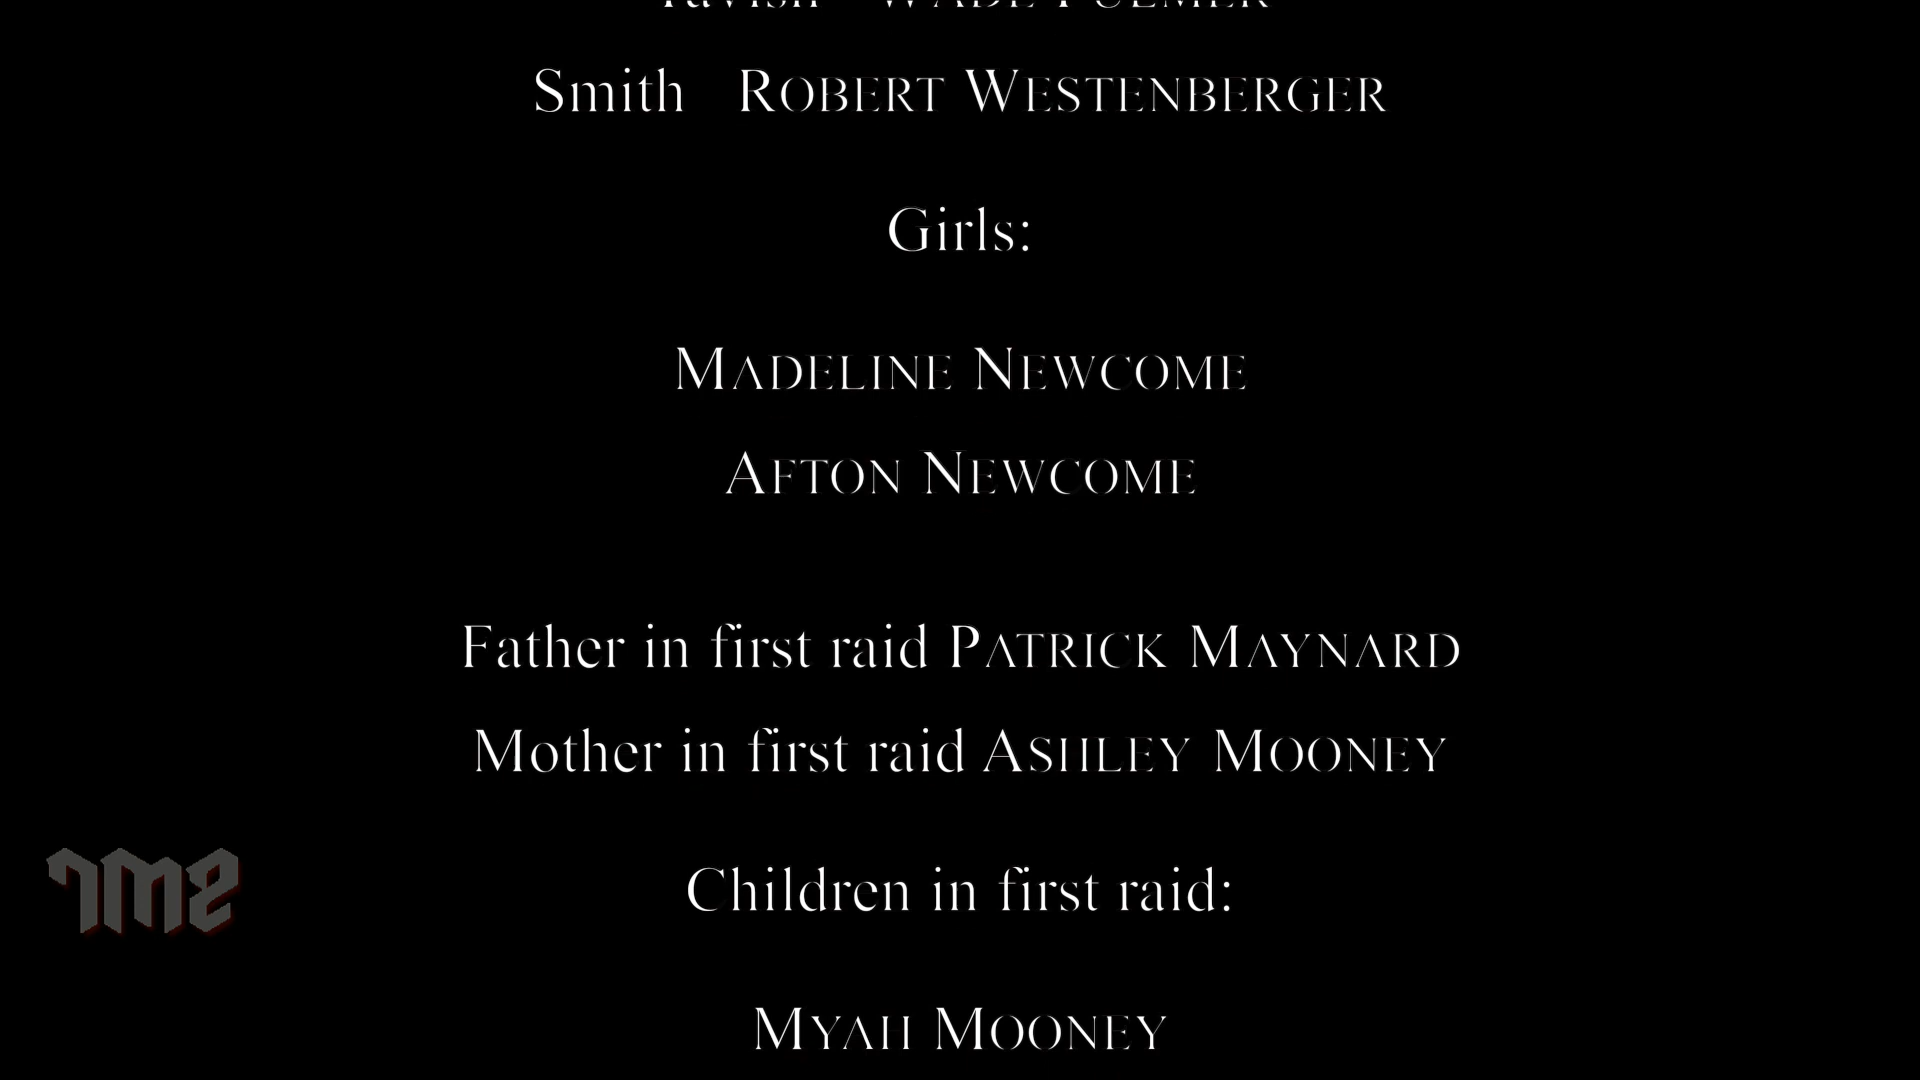 Smith ROBERT WESTENBERGER
Girls:
MADELINE NEWCOME
AFTON NEWCOME
Father in first raid PATRICK MAYNARD
Mother in first raid ASHLEY MOONEY
Children in first raid:
MYAH MOONEY